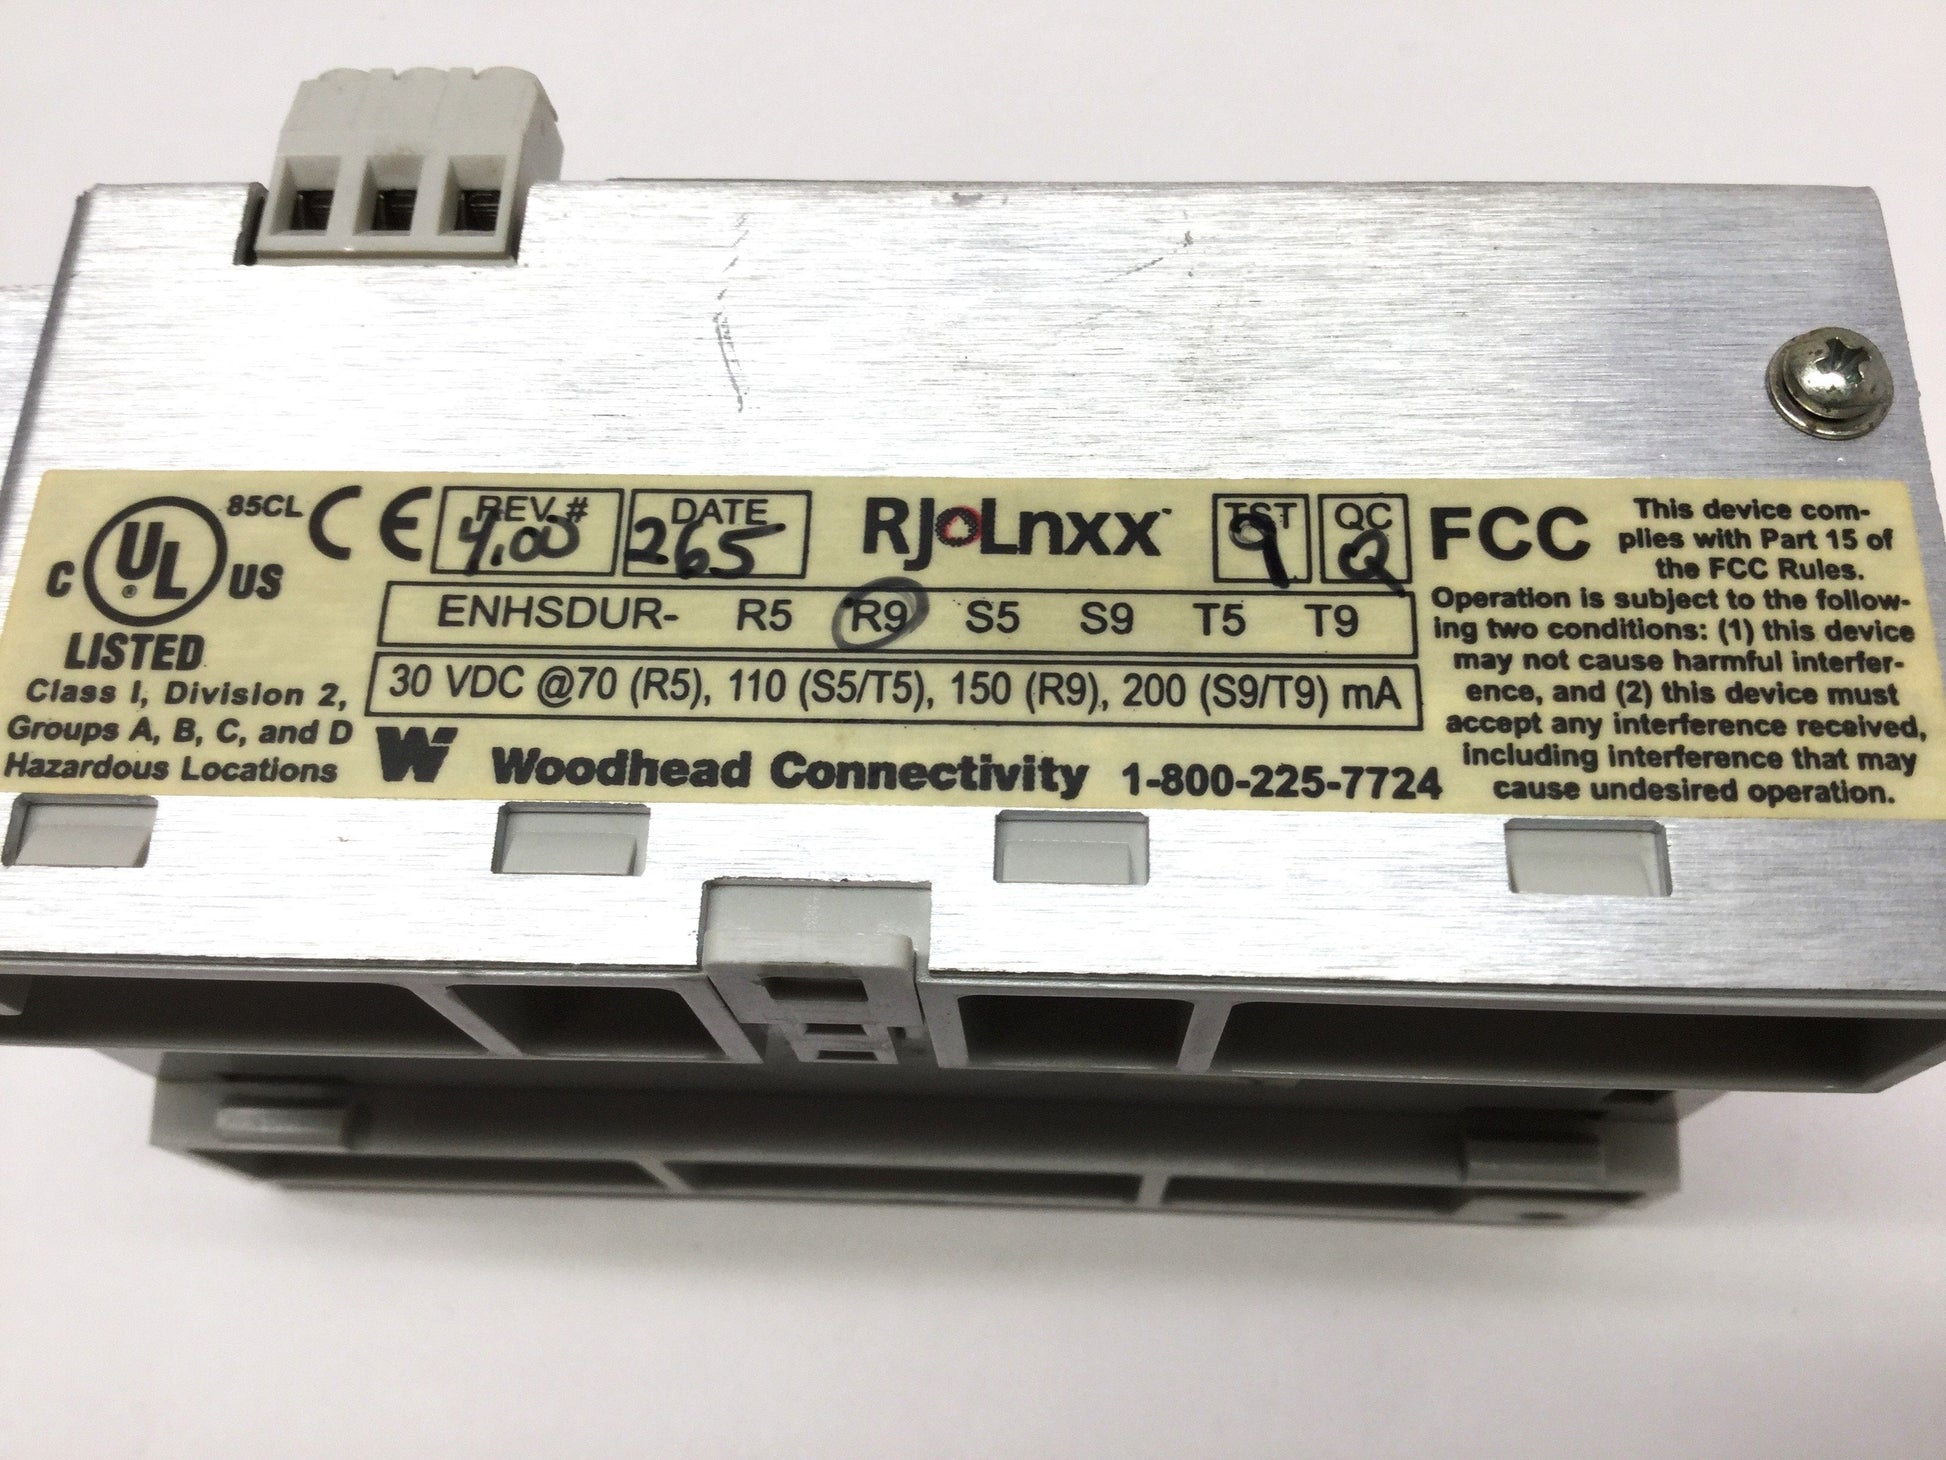 85CL
C UL US
®
LISTED
Class I, Division 2,
Groups A, B, C, and D
Hazardous Locations
CE
REV #
4.00
DATE
265
RJ Lnxx
TST
9
QC
Q
ENHSDUR- R5 R9 S5 S9 T5 T9
30 VDC @70 (R5), 110 (S5/T5), 150 (R9), 200 (S9/T9) mA
W Woodhead Connectivity 1-800-225-7724
FCC
This device com-
plies with Part 15 of
the FCC Rules.
Operation is subject to the follow-
ing two conditions: (1) this device
may not cause harmful interfer-
ence, and (2) this device must
accept any interference received,
including interference that may
cause undesired operation.